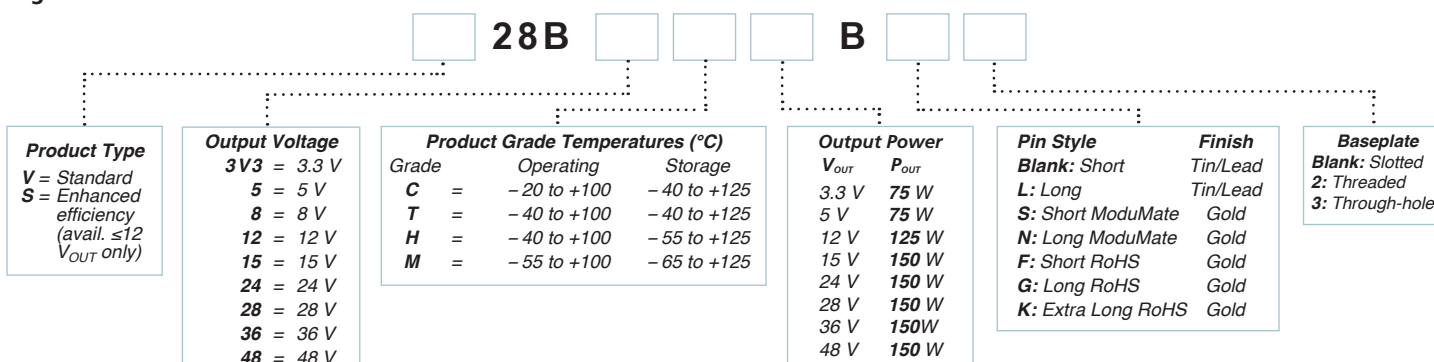 28B B
Product Type
V = Standard
S = Enhanced
efficiency
(avail. ≤12
VOUT only)
Output Voltage
3V3 = 3.3 V
5 = 5 V
8 = 8 V
12 = 12 V
15 = 15 V
24 = 24 V
28 = 28 V
36 = 36 V
48 = 48 V
Product Grade Temperatures (°C)
Grade Operating Storage
C = – 20 to +100 – 40 to +125
T = – 40 to +100 – 40 to +125
H = – 40 to +100 – 55 to +125
M = – 55 to +100 – 65 to +125
Output Power
VOUT POUT
3.3 V 75 W
5 V 75 W
12 V 125 W
15 V 150 W
24 V 150 W
28 V 150 W
36 V 150W
48 V 150 W
Pin Style Finish
Blank: Short Tin/Lead
L: Long Tin/Lead
S: Short ModuMate Gold
N: Long ModuMate Gold
F: Short RoHS Gold
G: Long RoHS Gold
K: Extra Long RoHS Gold
Baseplate
Blank: Slotted
2: Threaded
3: Through-hole